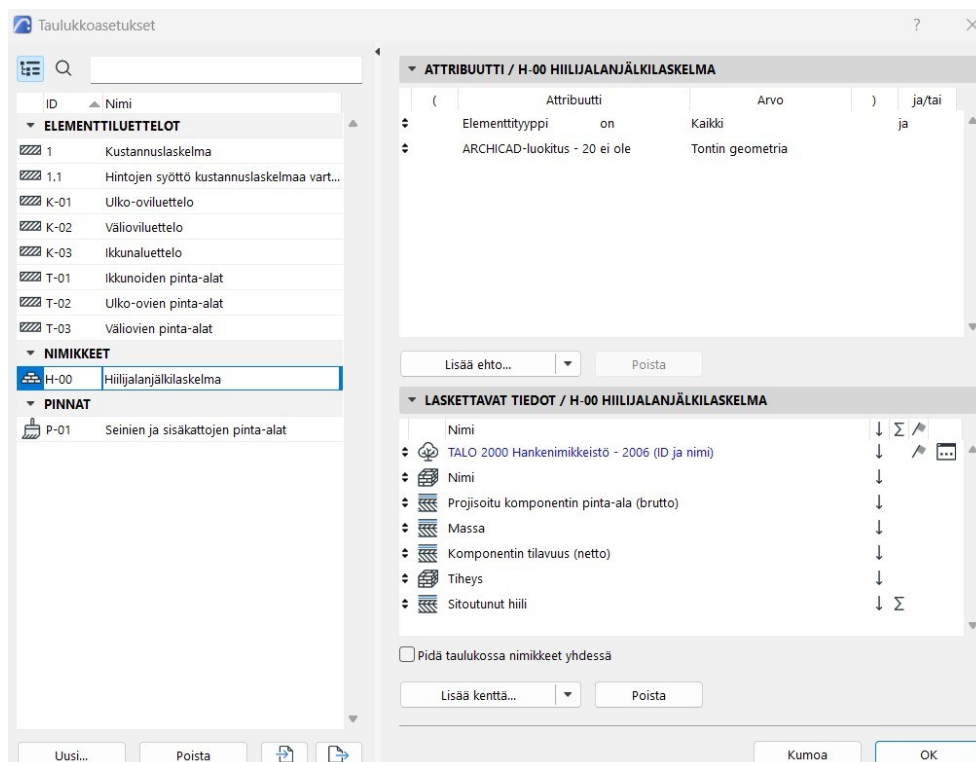 Taulukkoasetukset
ID Nimi
ELEMENTTILUETTELOT
1 Kustannuslaskelma
1.1 Hintojen syöttö kustannuslaskelmaa vart...
K-01 Ulko-oviluettelo
K-02 Välioviluettelo
K-03 Ikkunaluettelo
T-01 Ikkunoiden pinta-alat
T-02 Ulko-ovien pinta-alat
T-03 Väliovien pinta-alat
NIMIKKEET
H-00 Hiilijalanjälkilaskelma
PINNAT
P-01 Seinien ja sisäkattojen pinta-alat
Uusi... Poista
ATTRIBUUTTI / H-00 HIILIJALANJÄLKILASKELMA
( Attribuutti Arvo ) ja/tai
Elementtityyppi on Kaikki ja
ARCHICAD-luokitus - 20 ei ole Tontin geometria
Lisää ehto... Poista
LASKETTAVAT TIEDOT / H-00 HIILIJALANJÄLKILASKELMA
Nimi
TALO 2000 Hankenimikkeistö - 2006 (ID ja nimi)
Nimi
Projisoitu komponentin pinta-ala (brutto)
Massa
Komponentin tilavuus (netto)
Tiheys
Sitoutunut hiili
Pidä taulukossa nimikkeet yhdessä
Lisää kenttä... Poista
Kumoa OK